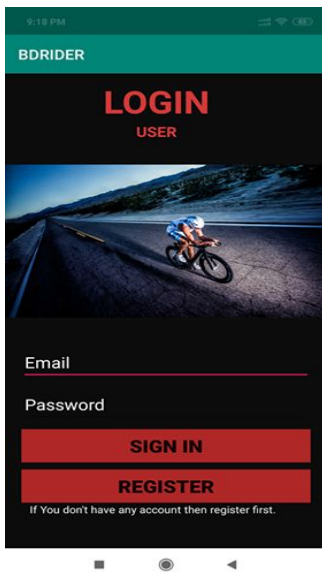 9:18 PM
BDRIDER
LOGIN
USER
Email
Password
SIGN IN
REGISTER
If You don't have any account then register first.